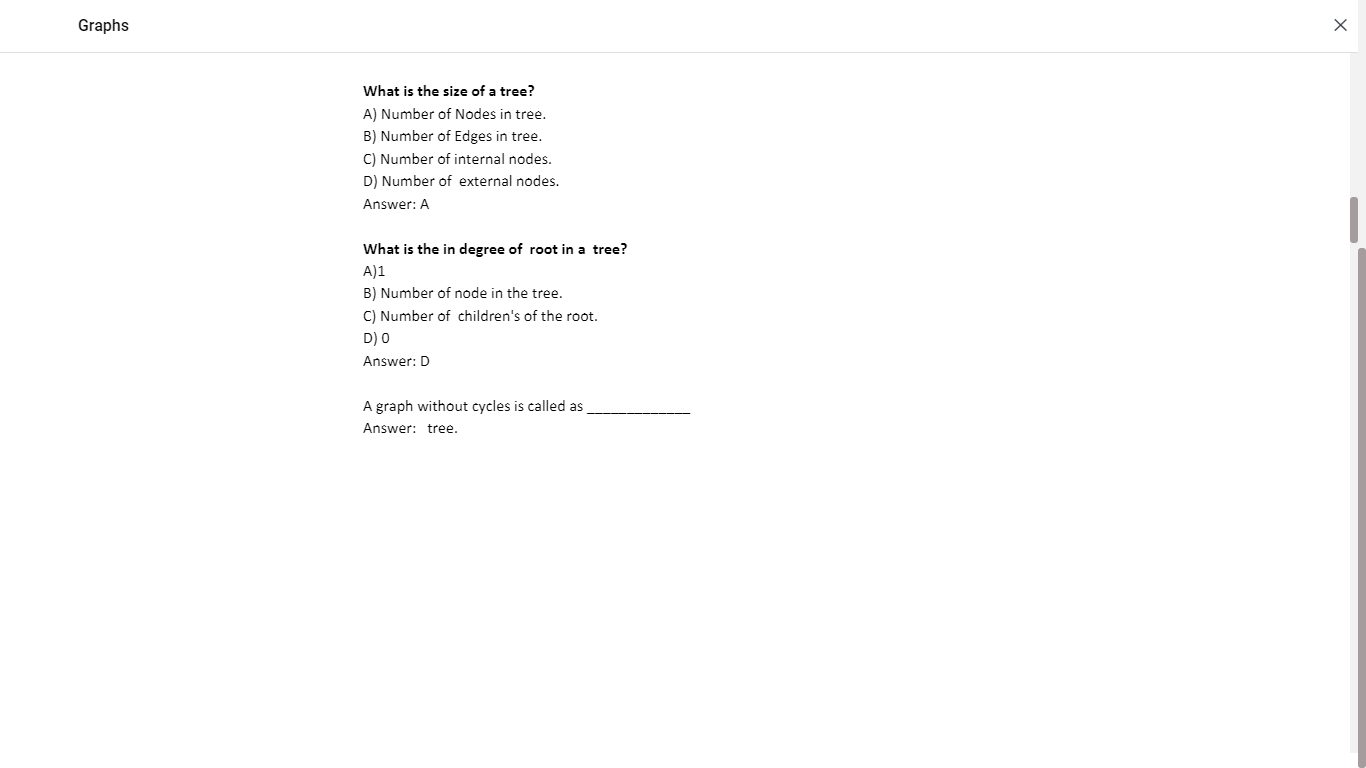 Graphs
What is the size of a tree?
A) Number of Nodes in tree.
B) Number of Edges in tree.
C) Number of internal nodes.
D) Number of  external nodes.
Answer: A
What is the in degree of  root in a  tree?
A)1
B) Number of node in the tree.
C) Number of  children's of the root.
D) 0
Answer: D
A graph without cycles is called as _____________
Answer:   tree.